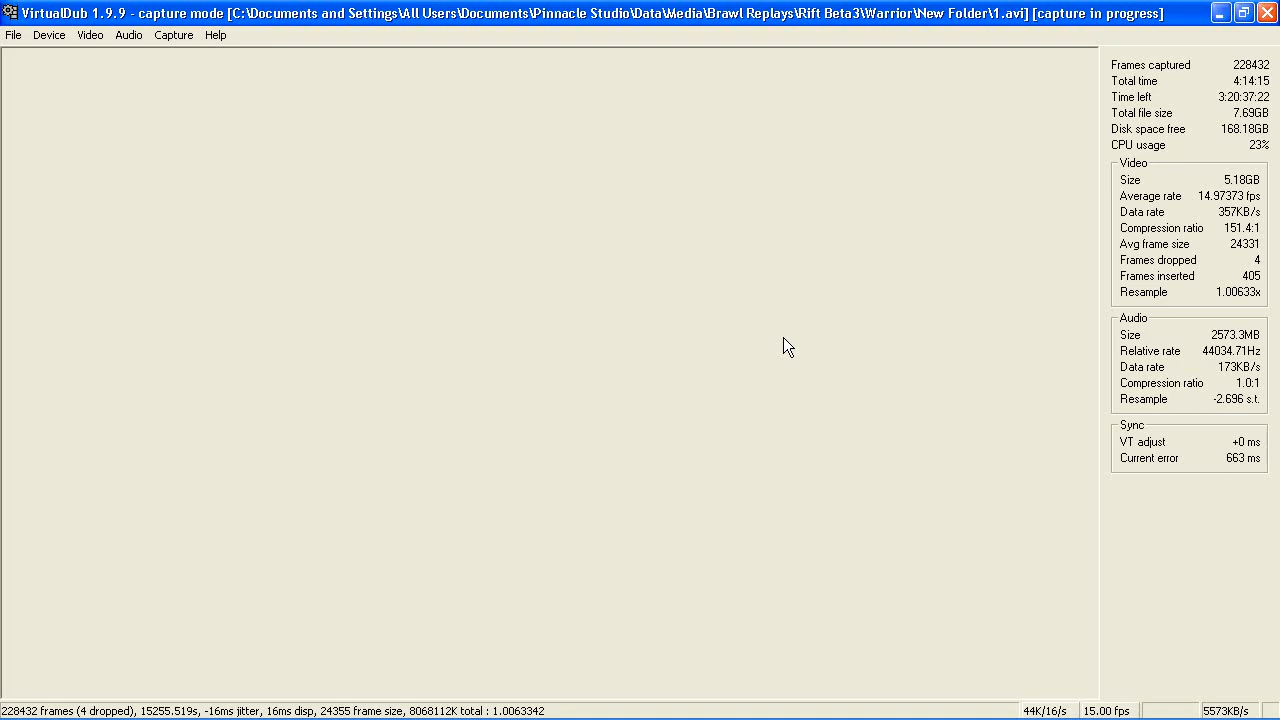 VirtualDub 1.9.9 - capture mode [C:\Documents and Settings\All Users\Documents\Pinnacle Studio\Data\Media\Brawl Replays\Rift Beta3\Warrior\New Folder\1.avi] [capture in progress]
File Device Video Audio Capture Help
Frames captured 228432
Total time 4:14:15
Time left 3:20:37:22
Total file size 7.69GB
Disk space free 168.18GB
CPU usage 23%
Video
Size 5.18GB
Average rate 14.97373 fps
Data rate 357KB/s
Compression ratio 151.4:1
Avg frame size 24331
Frames dropped 4
Frames inserted 405
Resample 1.00633x
Audio
Size 2573.3MB
Relative rate 44034.71Hz
Data rate 173KB/s
Compression ratio 1.0:1
Resample -2.696 s.t.
Sync
VT adjust +0 ms
Current error 663 ms
228432 frames (4 dropped), 15255.519s, -16ms jitter, 16ms disp, 24355 frame size, 8068112K total : 1.0063342 44K/16/s 15.00 fps 5573KB/s